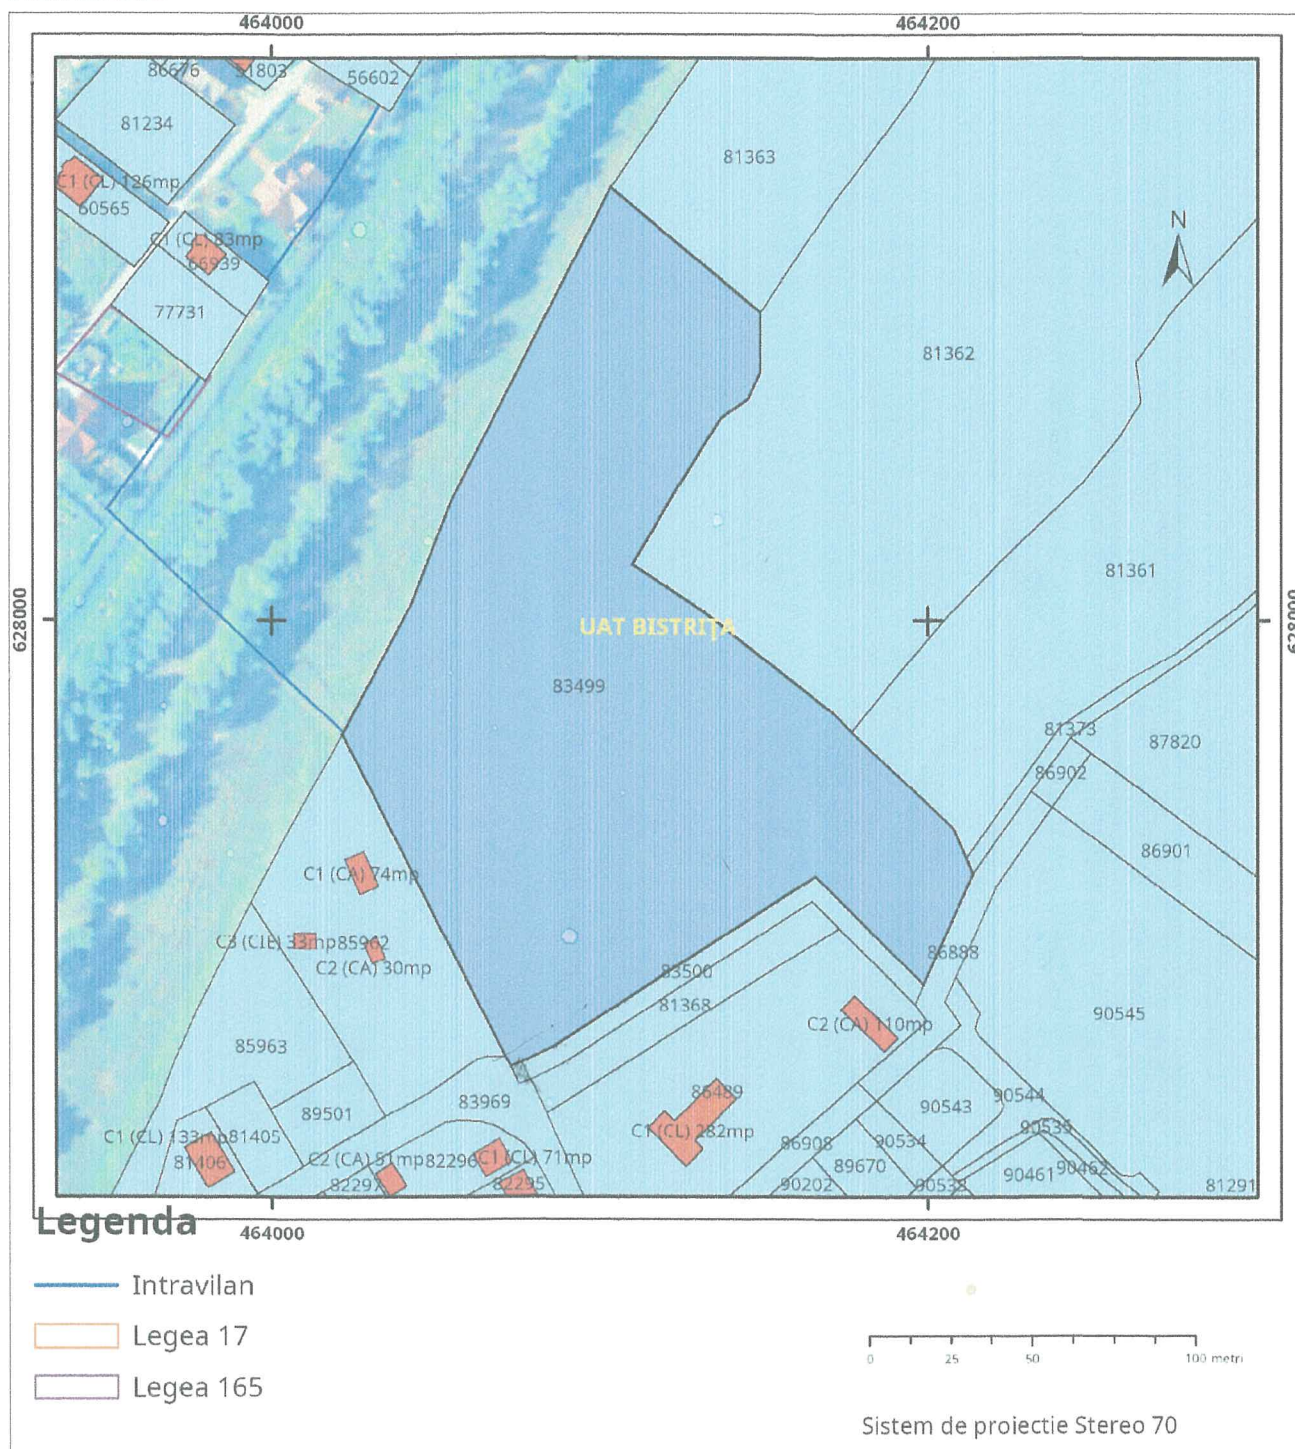 464000
464200
86676
51803
56602
81234
81363
C1 (CL) 126mp
60565
C1 (CL) 83mp
66939
N
77731
81362
81361
628000
628000
UAT BISTRIȚA
83499
81373
87820
86902
86901
C1 (CA) 74mp
C3 (CIE) 33mp
85962
C2 (CA) 30mp
86888
83500
81368
C2 (CA) 110mp
90545
85963
86489
90544
83969
90543
89501
90535
C1 (CL) 133mp
81405
C1 (CL) 282mp
86908
90534
81406
C2 (CA) 51mp
82296
C1 (CL) 71mp
89670
90462
90461
82297
82295
90202
90538
81291
Legenda
464000
464200
Intravilan
Legea 17
Legea 165
0 25 50 100 metri
Sistem de proiectie Stereo 70